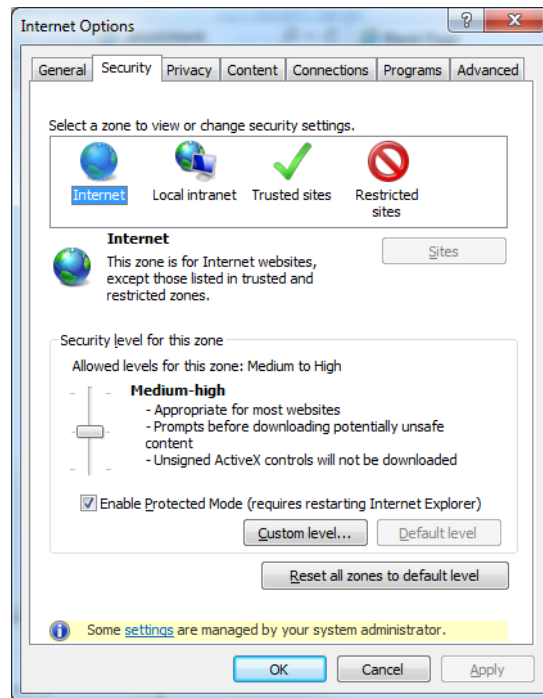 Internet Options
?
X
General Security Privacy Content Connections Programs Advanced
Select a zone to view or change security settings.
Internet Local intranet Trusted sites Restricted
sites
Internet
Sites
This zone is for Internet websites,
except those listed in trusted and
restricted zones.
Security level for this zone
Allowed levels for this zone: Medium to High
Medium-high
- Appropriate for most websites
- Prompts before downloading potentially unsafe
content
- Unsigned ActiveX controls will not be downloaded
Enable Protected Mode (requires restarting Internet Explorer)
Custom level... Default level
Reset all zones to default level
Some settings are managed by your system administrator.
OK Cancel Apply